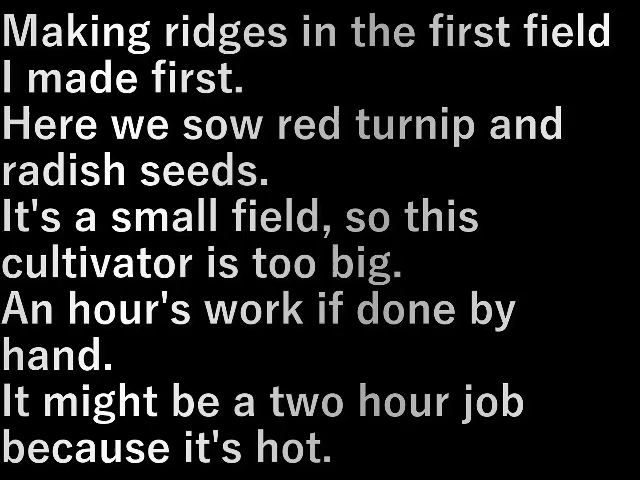 Making ridges in the first field
I made first.
Here we sow red turnip and
radish seeds.
It's a small field, so this
cultivator is too big.
An hour's work if done by
hand.
It might be a two hour job
because it's hot.